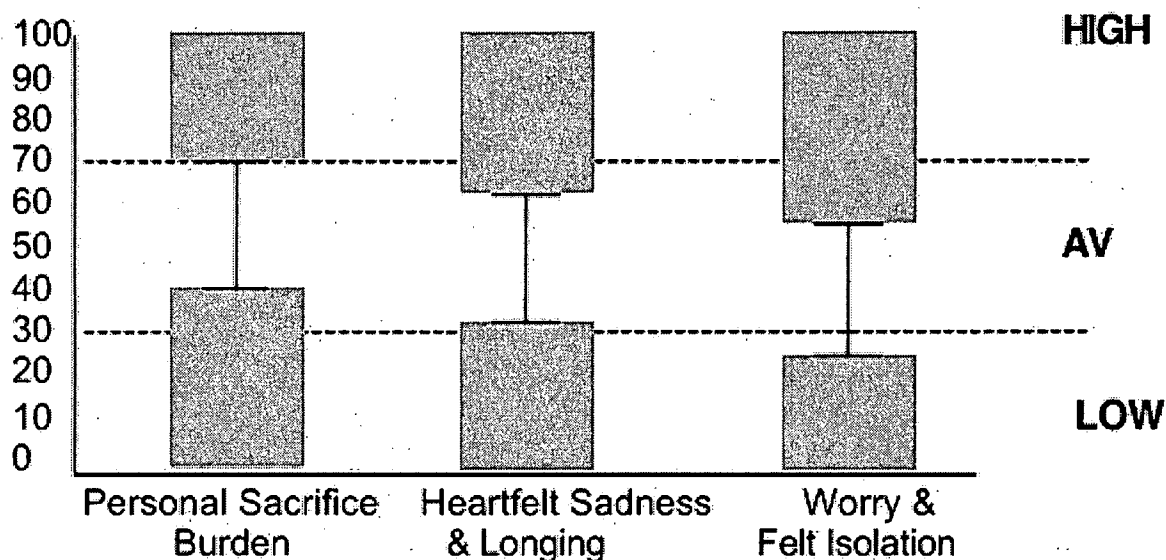 100
90
80
70
60
50
40
30
20
10
0
HIGH
AV
LOW
Personal Sacrifice
Burden
Heartfelt Sadness
& Longing
Worry &
Felt Isolation